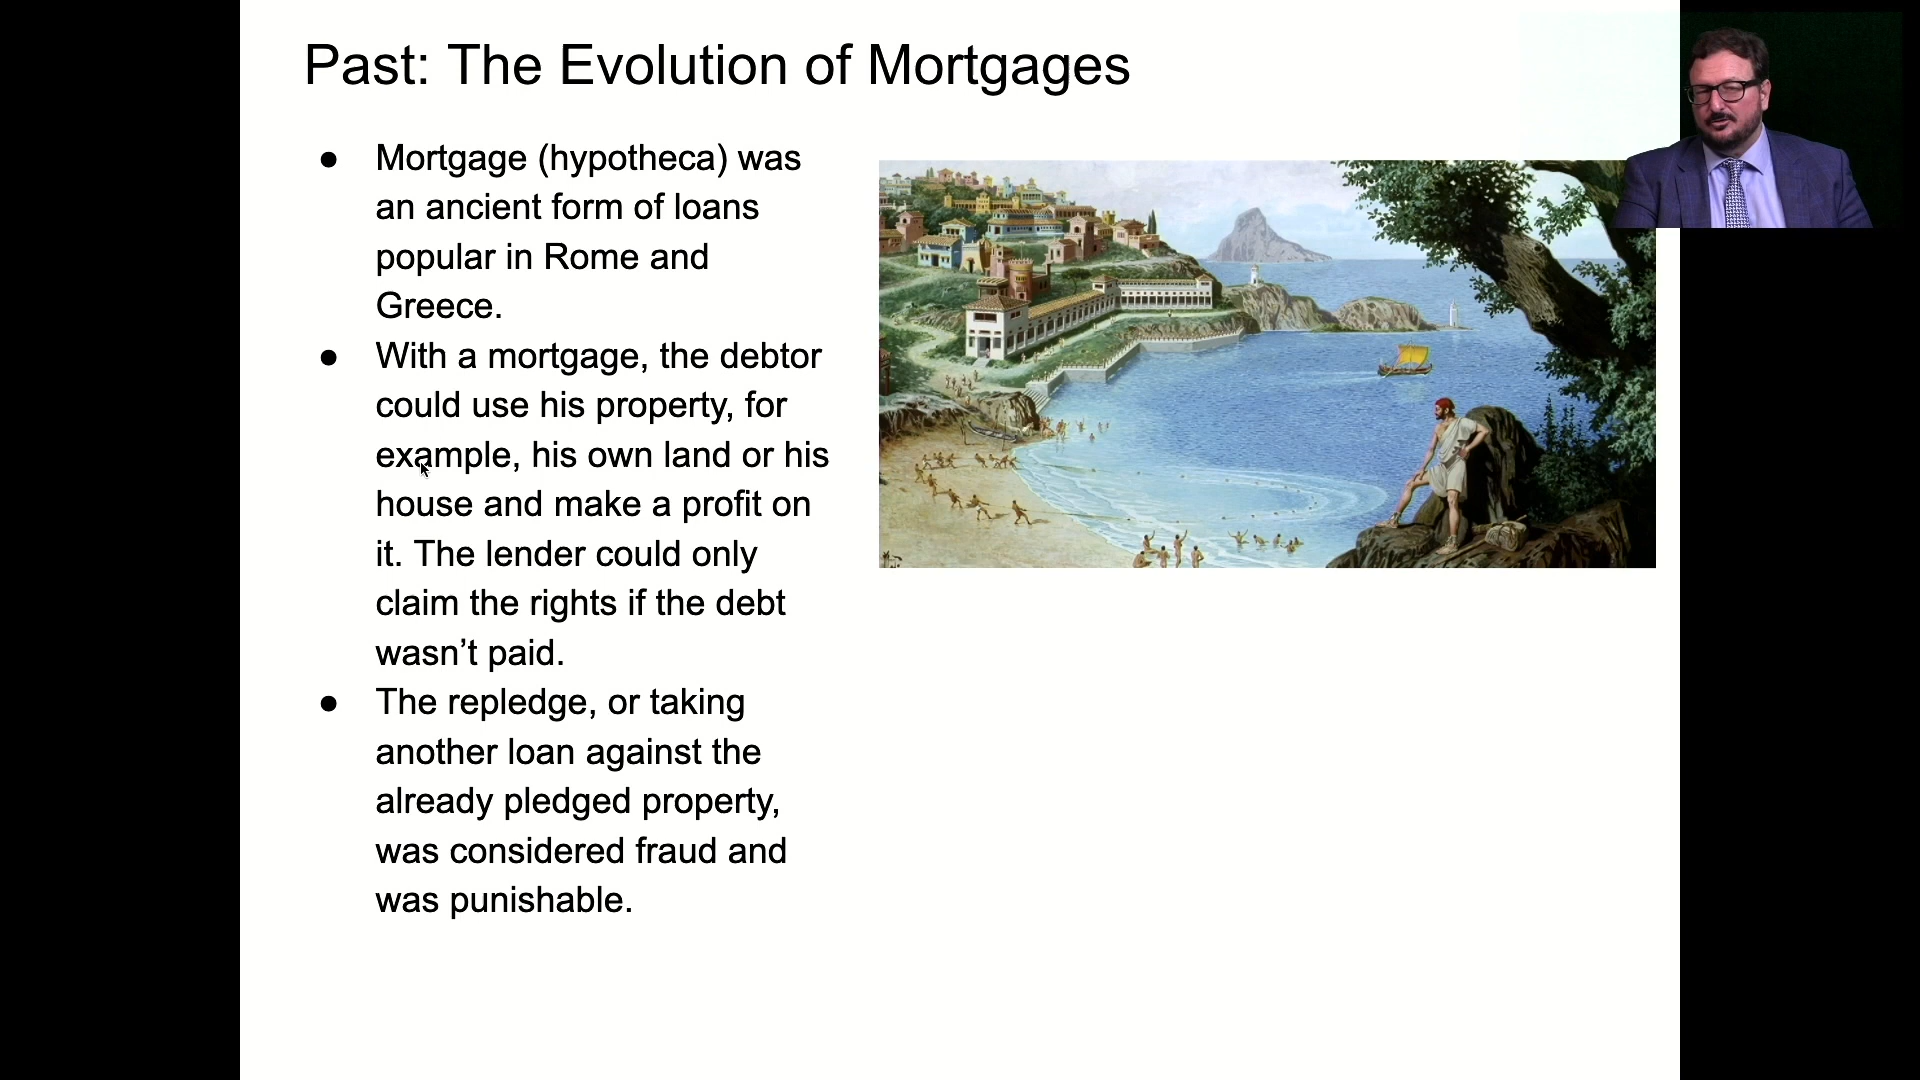 Past: The Evolution of Mortgages
● Mortgage (hypotheca) was
an ancient form of loans
popular in Rome and
Greece.
● With a mortgage, the debtor
could use his property, for
example, his own land or his
house and make a profit on
it. The lender could only
claim the rights if the debt
wasn’t paid.
● The repledge, or taking
another loan against the
already pledged property,
was considered fraud and
was punishable.